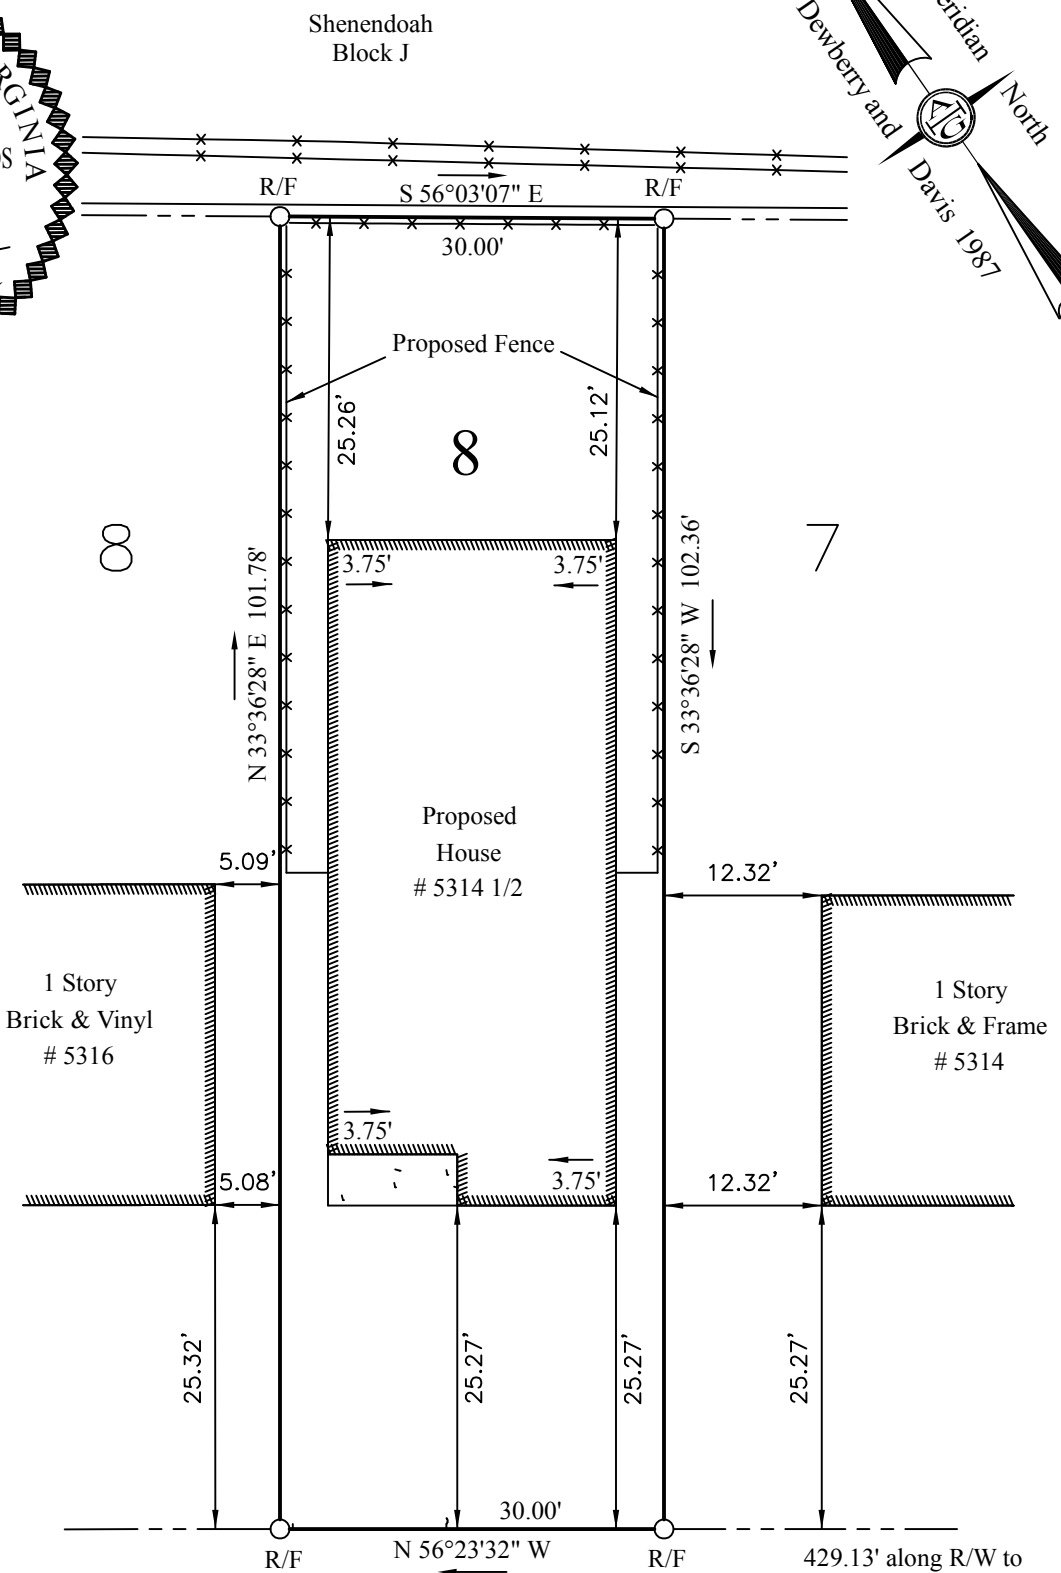 Shenendoah
Block J
RGINIA
eridian
Dewberry and
North
Davis 1987
R/F
S 56°03'07" E
R/F
30.00'
Proposed Fence
25.26'
25.12'
8
8
7
3.75'
3.75'
N 33°36'28" E 101.78'
S 33°36'28" W 102.36'
Proposed
House
# 5314 1/2
5.09'
12.32'
1 Story
Brick & Vinyl
# 5316
1 Story
Brick & Frame
# 5314
3.75'
3.75'
5.08'
12.32'
25.32'
25.27'
25.27'
25.27'
30.00'
R/F
N 56°23'32" W
R/F
429.13' along R/W to